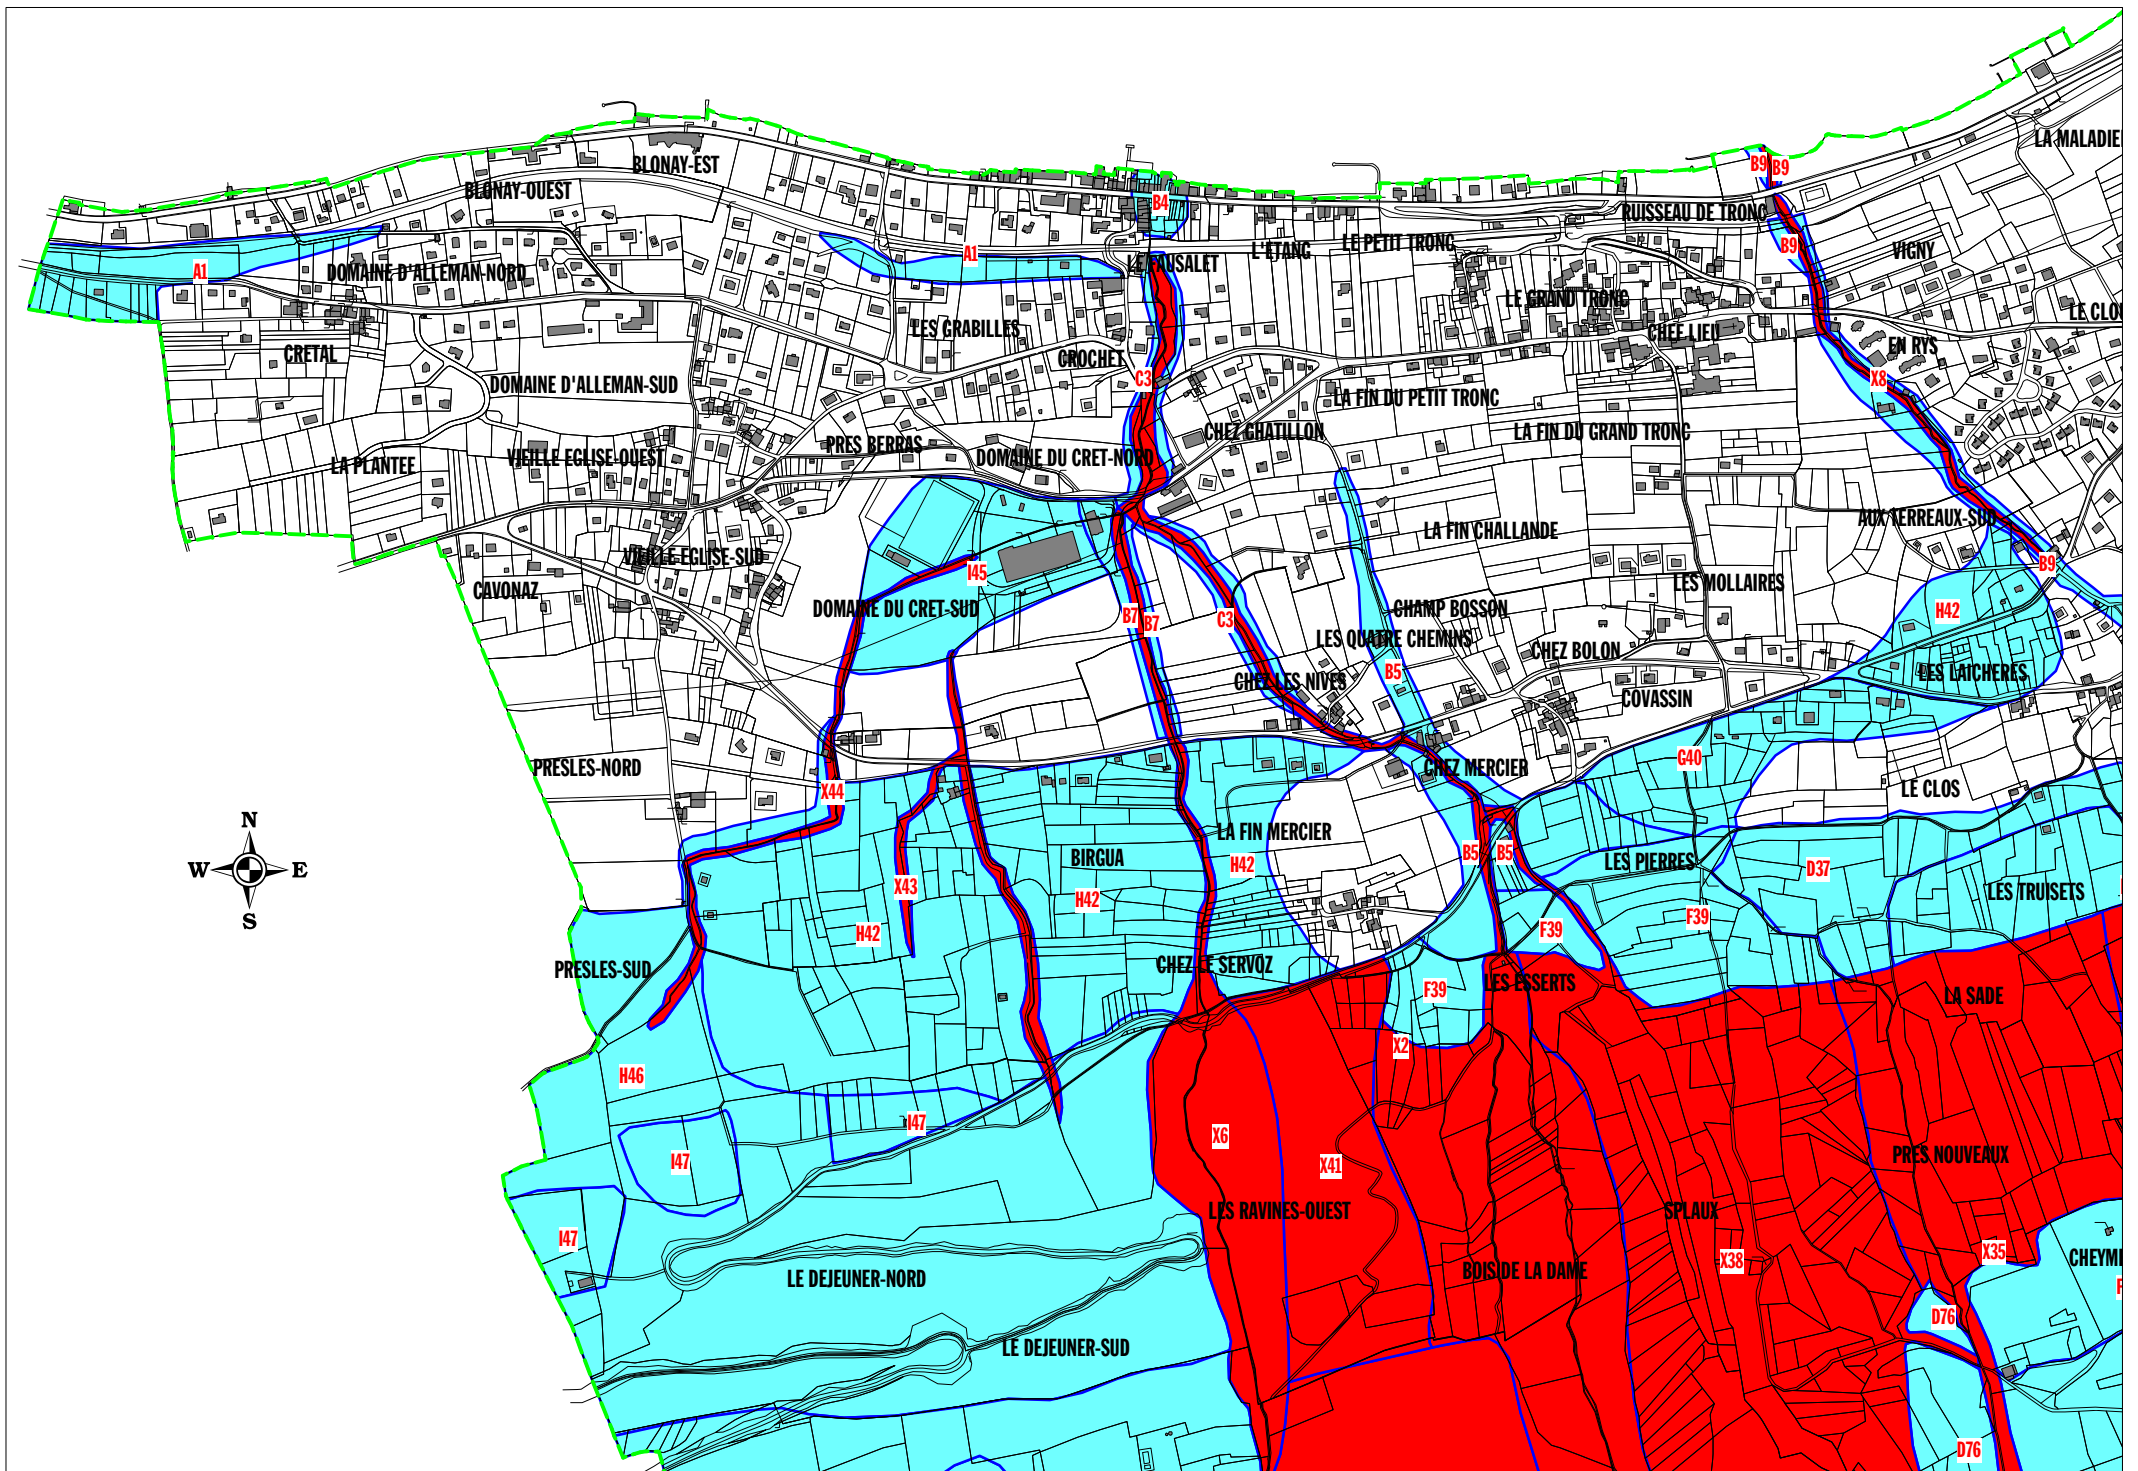 LA MALADIE
BLONAY-EST
B9
B9
BLONAY-OUEST
B4
RUISSEAU DE TRONC
A1
DOMAINE D'ALLEMAN-NORD
A1
LE FAUSALET
L'ETANG
LE PETIT TRONC
B9
VIGNY
LE GRAND TRONC
LE CLOS
CRETAL
LES GRABILLES
CROCHET
CHEF-LIEU
EN RYS
DOMAINE D'ALLEMAN-SUD
C3
LA FIN DU PETIT TRONC
X8
LA PLANTEE
VIEILLE EGLISE-OUEST
PRES BERRAS
DOMAINE DU CRET-NORD
CHEZ CHATILLON
LA FIN DU GRAND TRONC
LA FIN CHALLANDE
AUX TERREAUX-SUD
CAVONAZ
VIEILLE-EGLISE-SUD
I45
DOMAINE DU CRET-SUD
B7
B7
C3
CHAMP BOSSON
LES MOLLAIRES
B9
H42
LES QUATRE CHEMINS
CHEZ BOLON
B5
CHEZ LES NIVES
COVASSIN
LES LAICHERES
PRESLES-NORD
X44
CHEZ MERCIER
G40
LE CLOS
N
W
E
S
BIRGUA
LA FIN MERCIER
H42
B5
B5
LES PIERRES
D37
LES TRUISETS
X43
H42
H42
F39
F39
PRESLES-SUD
CHEZ LE SERVOZ
F39
LES ESSERTS
LA SADE
H46
X2
I47
I47
X6
X41
PRES NOUVEAUX
I47
LES RAVINES-OUEST
SPLAUX
LE DEJEUNER-NORD
BOIS DE LA DAME
X38
X35
CHEYM
F
LE DEJEUNER-SUD
D76
D76